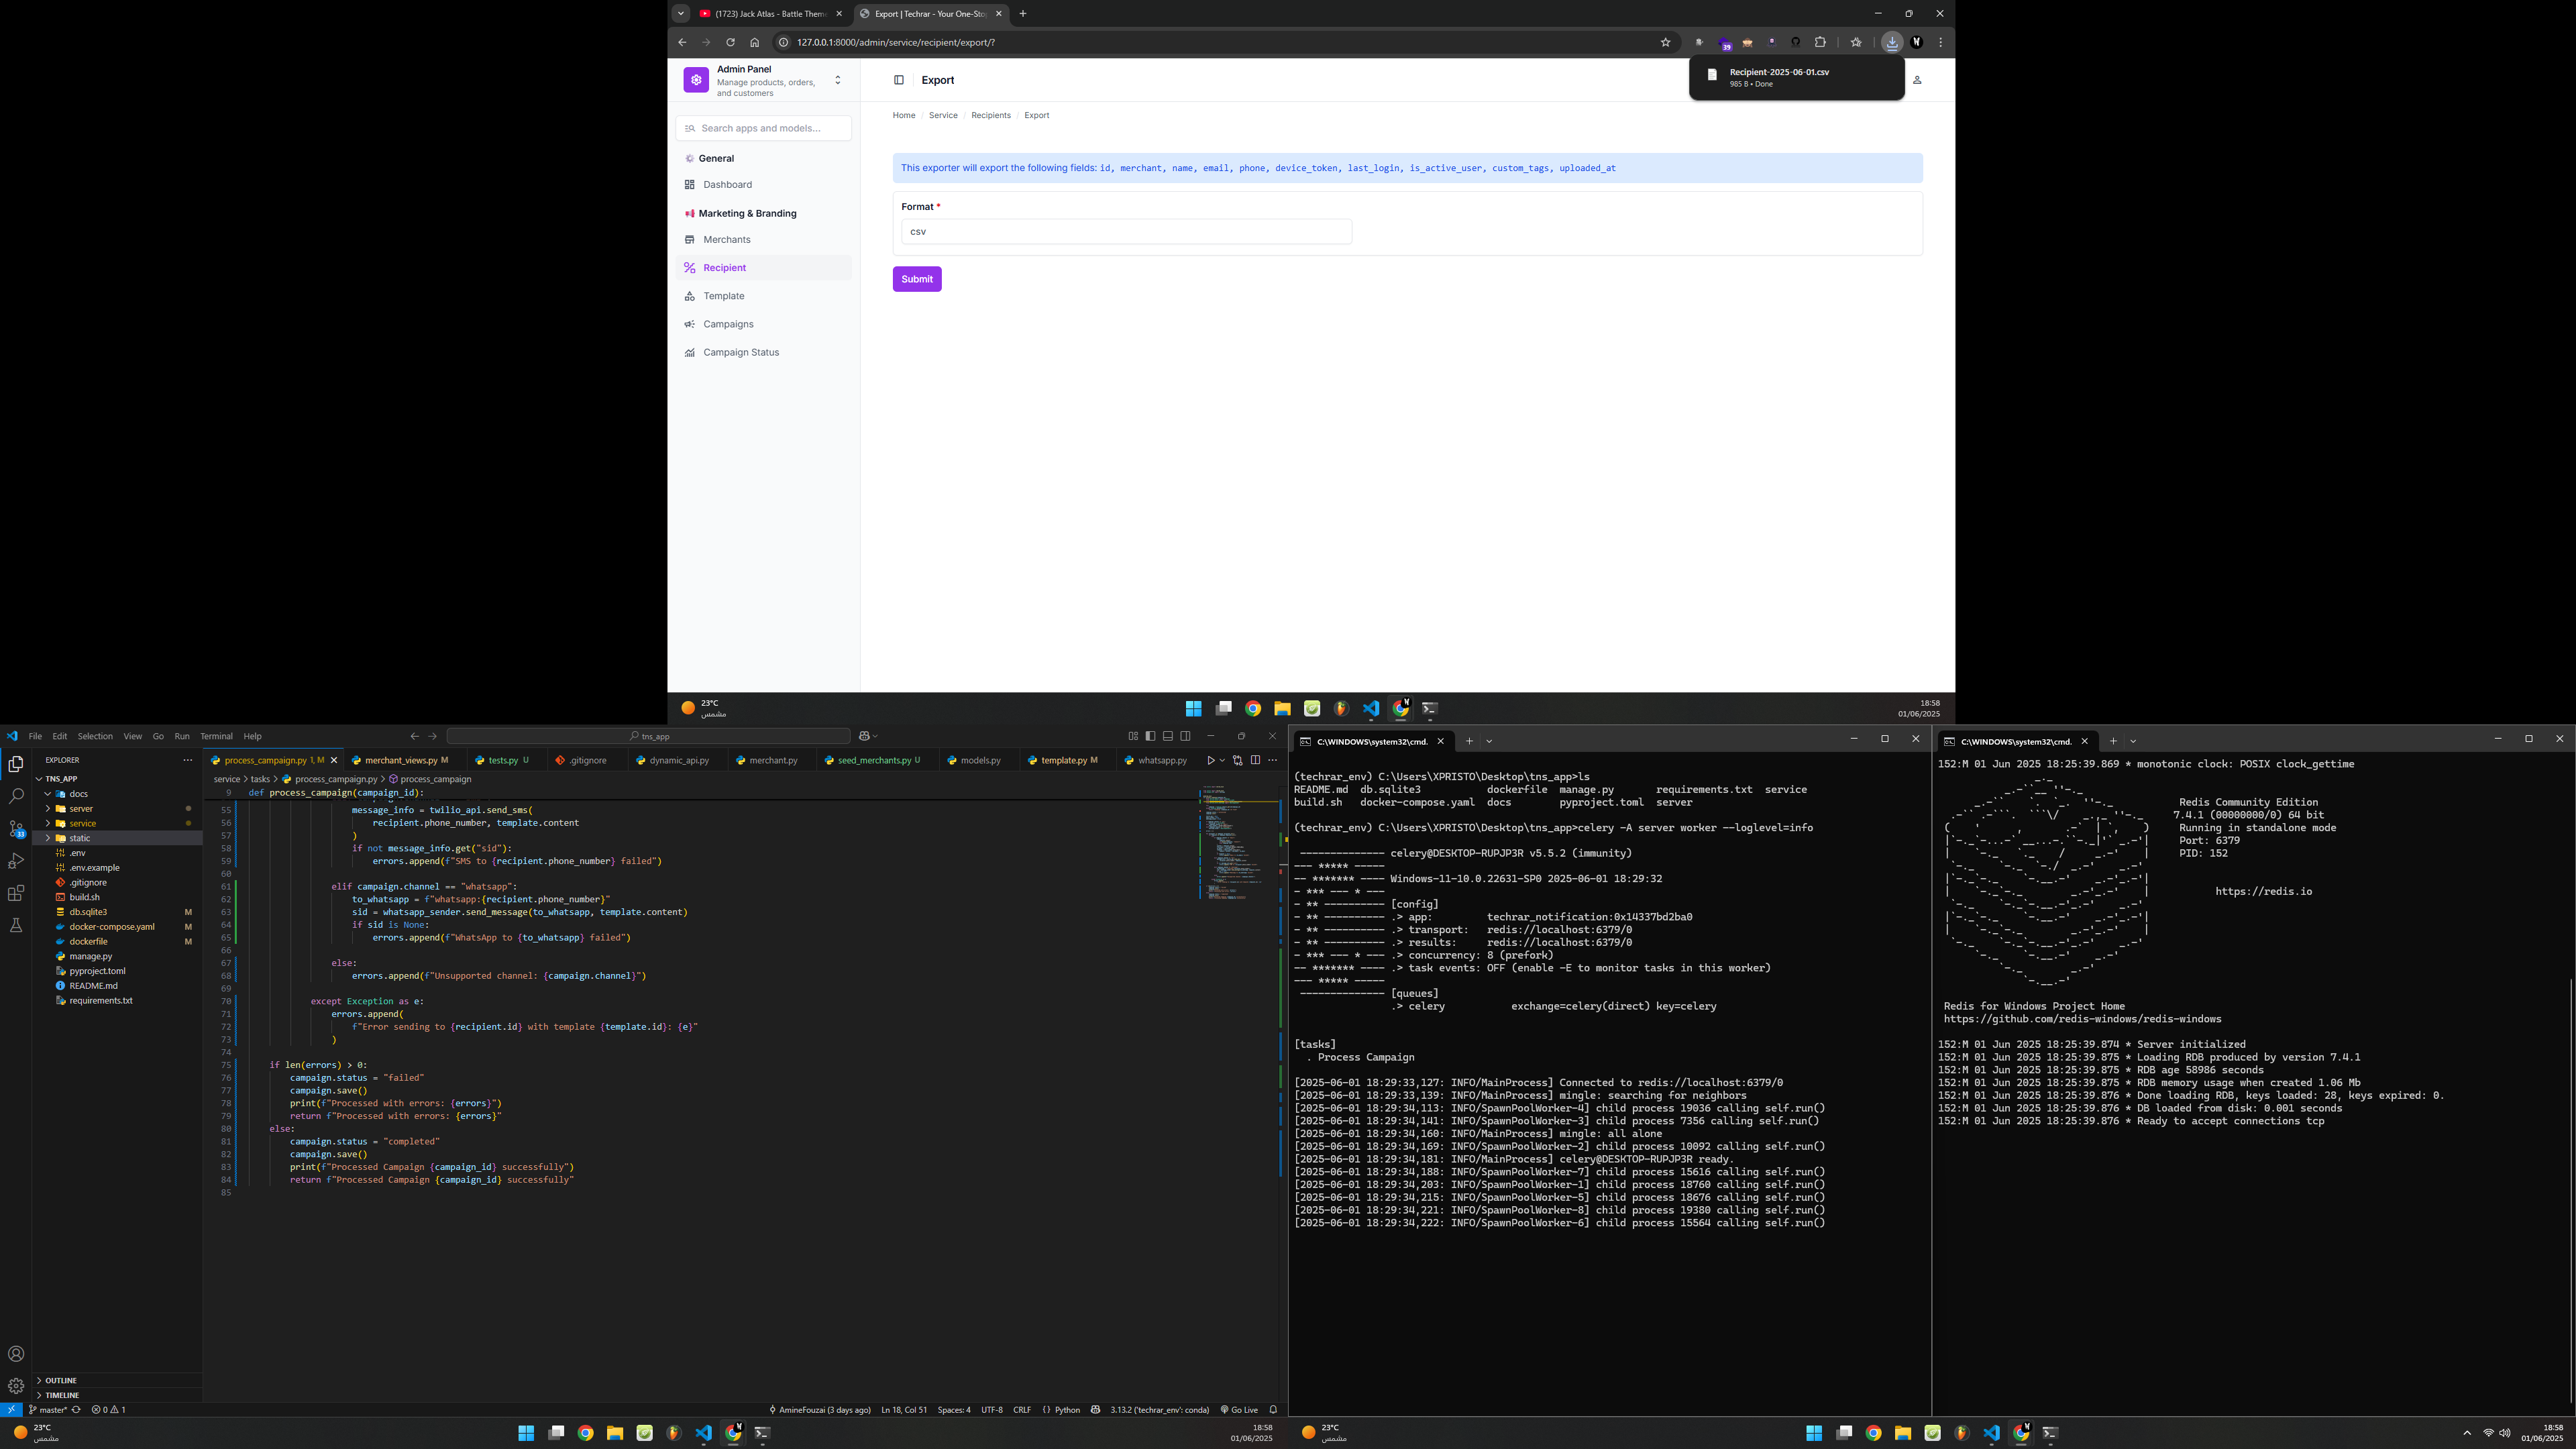 (1723) Jack Atlas - Battle Theme
Export | Techrar - Your One-Stop
127.0.0.1:8000/admin/service/recipient/export/?
39
Recipient-2025-06-01.csv
985 B • Done
Admin Panel
Manage products, orders,
and customers
Export
Search apps and models...
General
Dashboard
Marketing & Branding
Merchants
Recipient
Template
Campaigns
Campaign Status
Home / Service / Recipients / Export
This exporter will export the following fields: id, merchant, name, email, phone, device_token, last_login, is_active_user, custom_tags, uploaded_at
Format *
csv
Submit
23°C
مشمس
18:58
01/06/2025
File Edit Selection View Go Run Terminal Help
tns_app
EXPLORER
TNS_APP
docs
server
service
static
.env
.env.example
.gitignore
build.sh
db.sqlite3 M
docker-compose.yaml M
dockerfile M
manage.py
pyproject.toml
README.md
requirements.txt
OUTLINE
TIMELINE
33
process_campaign.py 1, M
merchant_views.py M
tests.py U
.gitignore
dynamic_api.py
merchant.py
seed_merchants.py U
models.py
template.py M
whatsapp.py
service > tasks > process_campaign.py > process_campaign
9 def process_campaign(campaign_id):
55 message_info = twilio_api.send_sms(
56 recipient.phone_number, template.content
57 )
58 if not message_info.get("sid"):
59 errors.append(f"SMS to {recipient.phone_number} failed")
60
61 elif campaign.channel == "whatsapp":
62 to_whatsapp = f"whatsapp:{recipient.phone_number}"
63 sid = whatsapp_sender.send_message(to_whatsapp, template.content)
64 if sid is None:
65 errors.append(f"WhatsApp to {to_whatsapp} failed")
66
67 else:
68 errors.append(f"Unsupported channel: {campaign.channel}")
69
70 except Exception as e:
71 errors.append(
72 f"Error sending to {recipient.id} with template {template.id}: {e}"
73 )
74
75 if len(errors) > 0:
76 campaign.status = "failed"
77 campaign.save()
78 print(f"Processed with errors: {errors}")
79 return f"Processed with errors: {errors}"
80 else:
81 campaign.status = "completed"
82 campaign.save()
83 print(f"Processed Campaign {campaign_id} successfully")
84 return f"Processed Campaign {campaign_id} successfully"
85
master* 0 1 AmineFouzai (3 days ago) Ln 18, Col 51 Spaces: 4 UTF-8 CRLF Python 3.13.2 ('techrar_env': conda) Go Live
23°C
مشمس
18:58
01/06/2025
C:\WINDOWS\system32\cmd.
(techrar_env) C:\Users\XPRISTO\Desktop\tns_app>ls
README.md db.sqlite3 dockerfile manage.py requirements.txt service
build.sh docker-compose.yaml docs pyproject.toml server
(techrar_env) C:\Users\XPRISTO\Desktop\tns_app>celery -A server worker --loglevel=info
-------------- celery@DESKTOP-RUPJP3R v5.5.2 (immunity)
--- ***** -----
-- ******* ---- Windows-11-10.0.22631-SP0 2025-06-01 18:29:32
- *** --- * ---
- ** ---------- [config]
- ** ---------- .> app: techrar_notification:0x14337bd2ba0
- ** ---------- .> transport: redis://localhost:6379/0
- ** ---------- .> results: redis://localhost:6379/0
- *** --- * --- .> concurrency: 8 (prefork)
-- ******* ---- .> task events: OFF (enable -E to monitor tasks in this worker)
--- ***** -----
-------------- [queues]
.> celery exchange=celery(direct) key=celery
[tasks]
. Process Campaign
[2025-06-01 18:29:33,127: INFO/MainProcess] Connected to redis://localhost:6379/0
[2025-06-01 18:29:33,139: INFO/MainProcess] mingle: searching for neighbors
[2025-06-01 18:29:34,113: INFO/SpawnPoolWorker-4] child process 19036 calling self.run()
[2025-06-01 18:29:34,141: INFO/SpawnPoolWorker-3] child process 7356 calling self.run()
[2025-06-01 18:29:34,160: INFO/MainProcess] mingle: all alone
[2025-06-01 18:29:34,169: INFO/SpawnPoolWorker-2] child process 10092 calling self.run()
[2025-06-01 18:29:34,181: INFO/MainProcess] celery@DESKTOP-RUPJP3R ready.
[2025-06-01 18:29:34,188: INFO/SpawnPoolWorker-7] child process 15616 calling self.run()
[2025-06-01 18:29:34,203: INFO/SpawnPoolWorker-1] child process 18760 calling self.run()
[2025-06-01 18:29:34,215: INFO/SpawnPoolWorker-5] child process 18676 calling self.run()
[2025-06-01 18:29:34,221: INFO/SpawnPoolWorker-8] child process 19380 calling self.run()
[2025-06-01 18:29:34,222: INFO/SpawnPoolWorker-6] child process 15564 calling self.run()
C:\WINDOWS\system32\cmd.
152:M 01 Jun 2025 18:25:39.869 * monotonic clock: POSIX clock_gettime
Redis Community Edition
7.4.1 (00000000/0) 64 bit
Running in standalone mode
Port: 6379
PID: 152
https://redis.io
Redis for Windows Project Home
https://github.com/redis-windows/redis-windows
152:M 01 Jun 2025 18:25:39.874 * Server initialized
152:M 01 Jun 2025 18:25:39.875 * Loading RDB produced by version 7.4.1
152:M 01 Jun 2025 18:25:39.875 * RDB age 58986 seconds
152:M 01 Jun 2025 18:25:39.875 * RDB memory usage when created 1.06 Mb
152:M 01 Jun 2025 18:25:39.876 * Done loading RDB, keys loaded: 28, keys expired: 0.
152:M 01 Jun 2025 18:25:39.876 * DB loaded from disk: 0.001 seconds
152:M 01 Jun 2025 18:25:39.876 * Ready to accept connections tcp
23°C
مشمس
18:58
01/06/2025